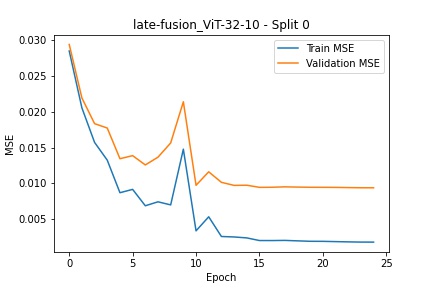 late-fusion_ViT-32-10 - Split 0
Train MSE
Validation MSE
MSE
0.030
0.025
0.020
0.015
0.010
0.005
0 5 10 15 20 25
Epoch